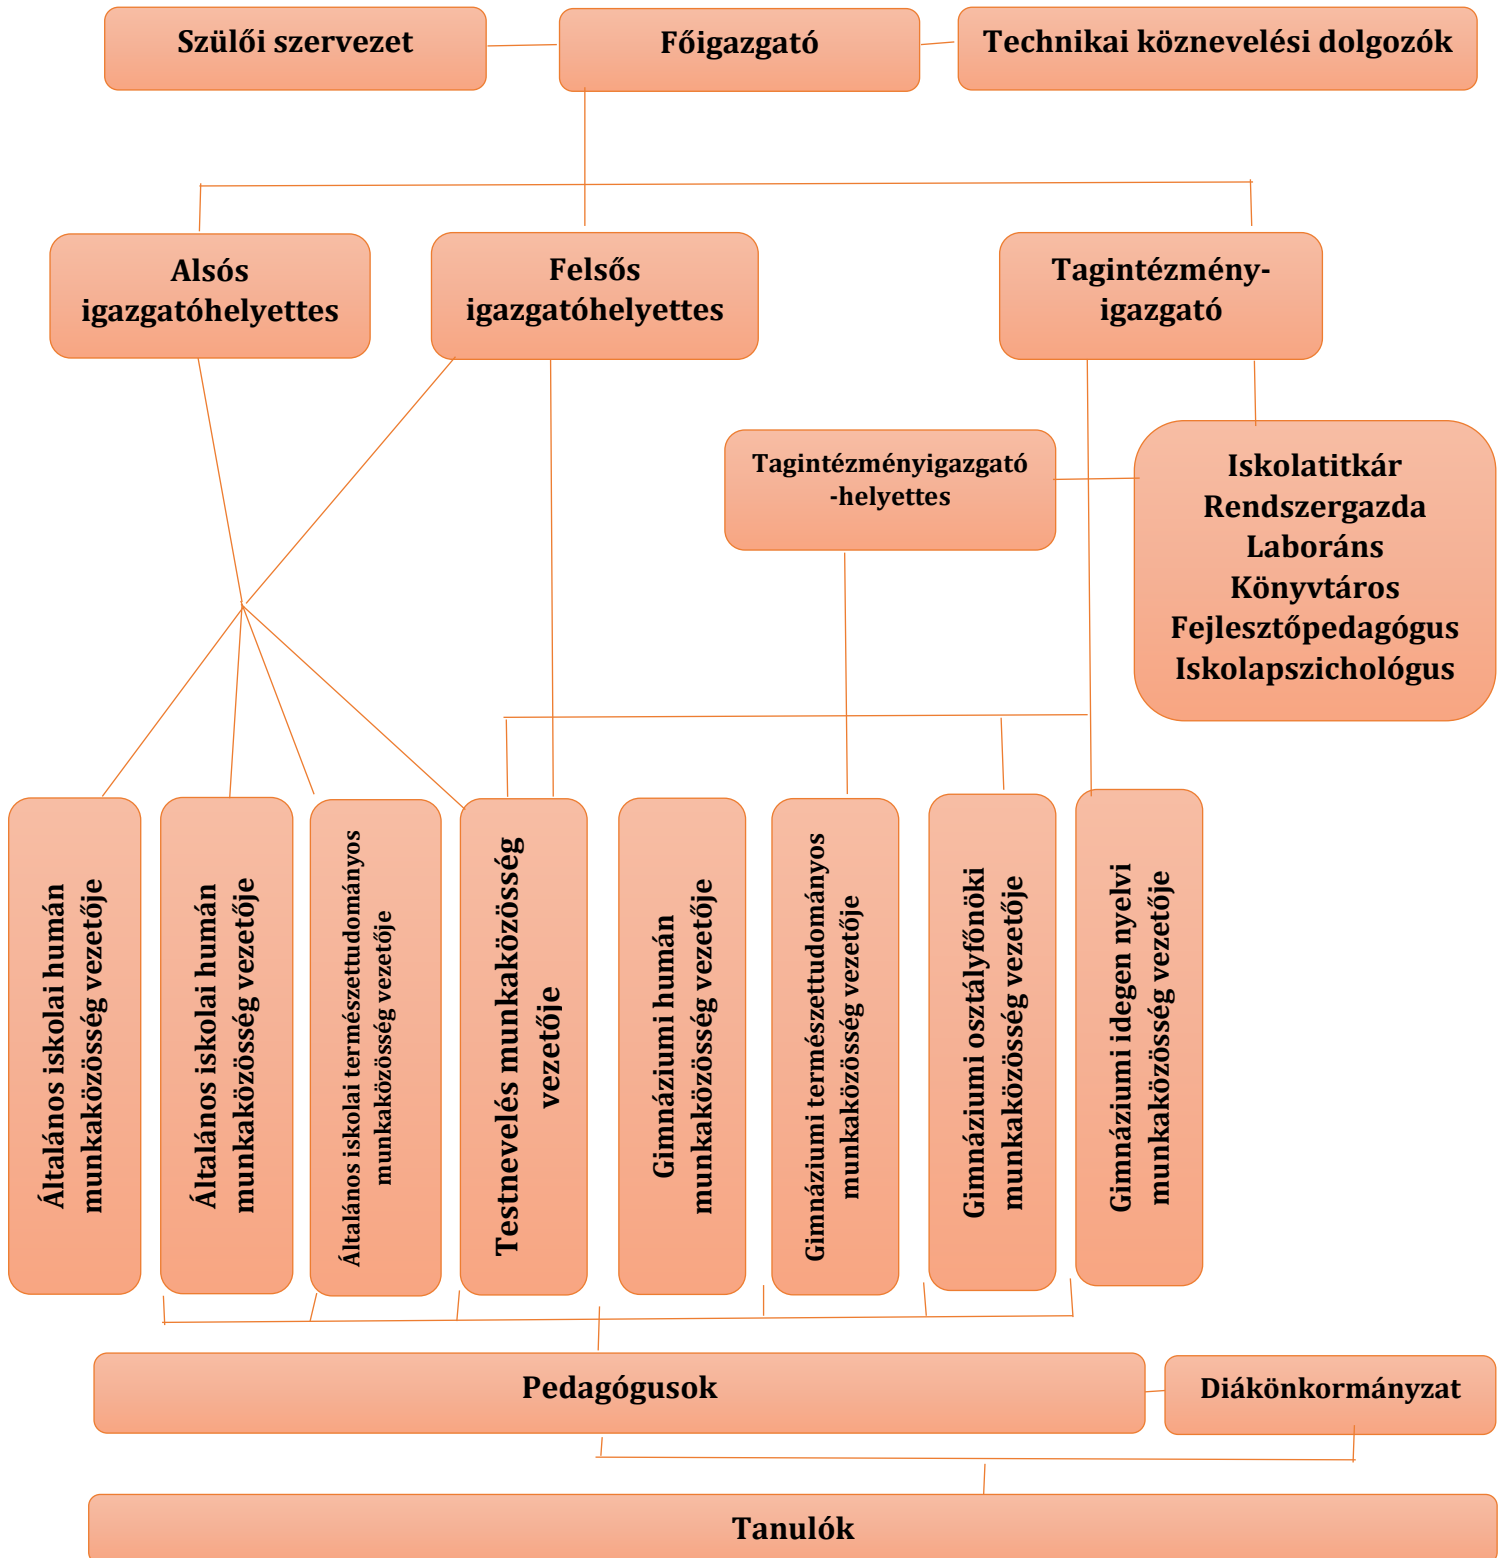 Szülői szervezet
Főigazgató
Technikai köznevelési dolgozók
Alsós
igazgatóhelyettes
Felsős
igazgatóhelyettes
Tagintézmény-
igazgató
Tagintézményigazgató
-helyettes
Iskolatitkár
Rendszergazda
Laboráns
Könyvtáros
Fejlesztőpedagógus
Iskolapszichológus
Általános iskolai humán
munkaközösség vezetője
Általános iskolai humán
munkaközösség vezetője
Általános iskolai természettudományos
munkaközösség vezetője
Testnevelés munkaközösség
vezetője
Gimnáziumi humán
munkaközösség vezetője
Gimnáziumi természettudományos
munkaközösség vezetője
Gimnáziumi osztályfőnöki
munkaközösség vezetője
Gimnáziumi idegen nyelvi
munkaközösség vezetője
Pedagógusok
Diákönkormányzat
Tanulók